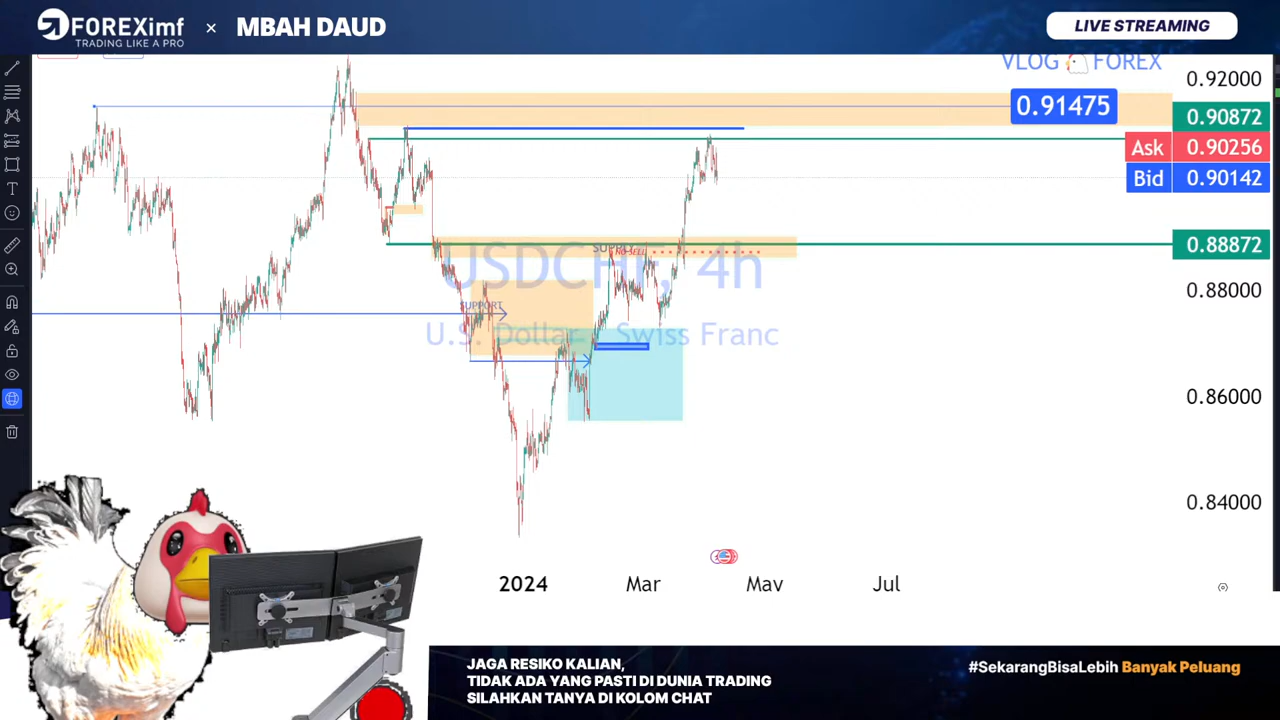 FOREXimf
TRADING LIKE A PRO
×
MBAH DAUD
LIVE STREAMING
VLOG FOREX
0.92000
0.91475
0.90872
Ask 0.90256
Bid 0.90142
SUPPLY
NO SELL
0.88872
USDCHF, 4h
0.88000
SUPPORT
U.S. Dollar Swiss Franc
0.86000
0.84000
2024 Mar May Jul
JAGA RESIKO KALIAN,
TIDAK ADA YANG PASTI DI DUNIA TRADING
SILAHKAN TANYA DI KOLOM CHAT
#SekarangBisaLebih Banyak Peluang